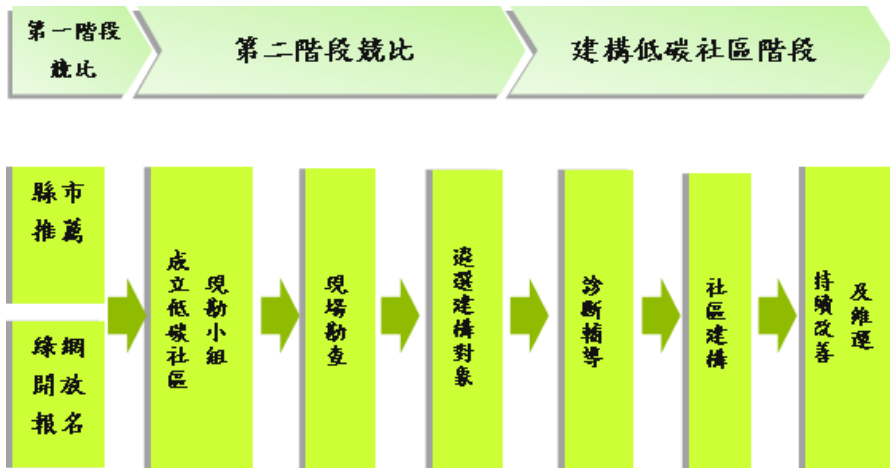 第一階段
競比
第二階段競比
建構低碳社區階段
縣市
推薦
綠網
開放
報名
成立低碳社區
現勘小組
現場勘查
遴選建構對象
診斷輔導
社區建構
持續改善
及維運